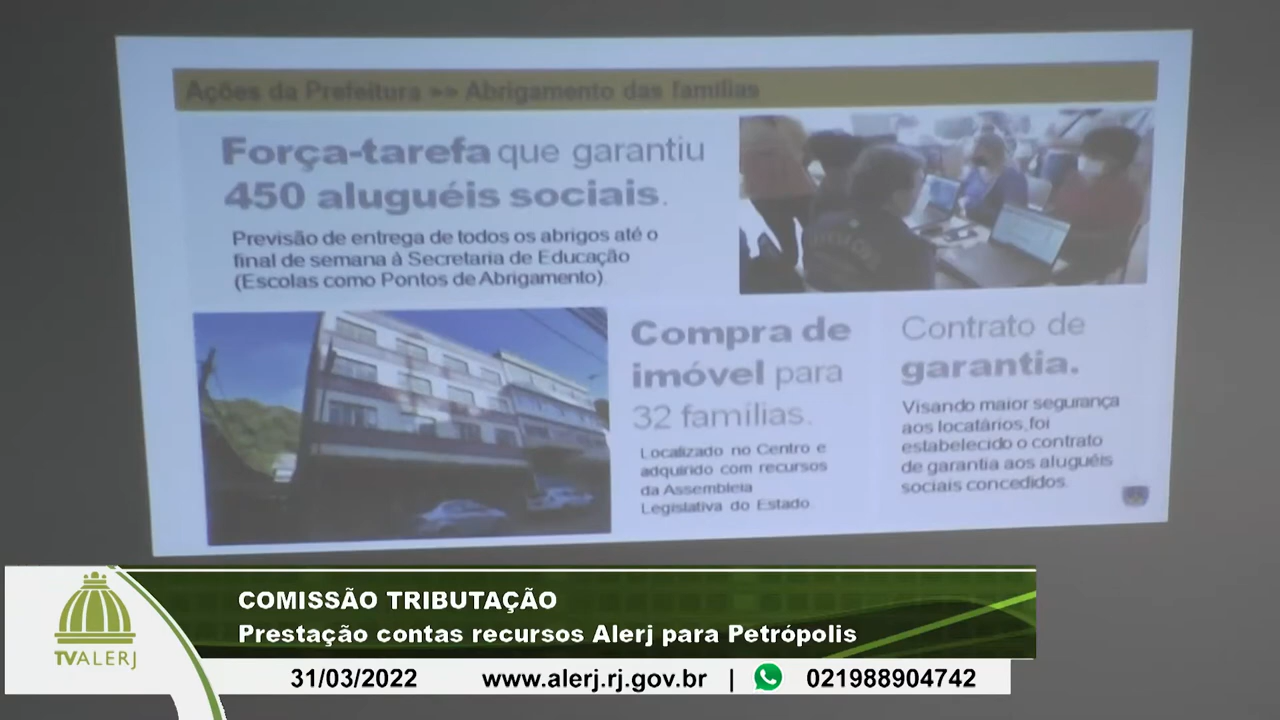 Ações da Prefeitura >> Abrigamento das famílias
Força-tarefa que garantiu
450 aluguéis sociais.
Previsão de entrega de todos os abrigos até o
final de semana à Secretaria de Educação
(Escolas como Pontos de Abrigamento)
Compra de
imóvel para
32 famílias.
Localizado no Centro e
adquirido com recursos
da Assembleia
Legislativa do Estado
Contrato de
garantia.
Visando maior segurança
aos locatários, foi
estabelecido o contrato
de garantia aos aluguéis
sociais concedidos.
COMISSÃO TRIBUTAÇÃO
Prestação contas recursos Alerj para Petrópolis
TVALERJ
31/03/2022 www.alerj.rj.gov.br | 021988904742